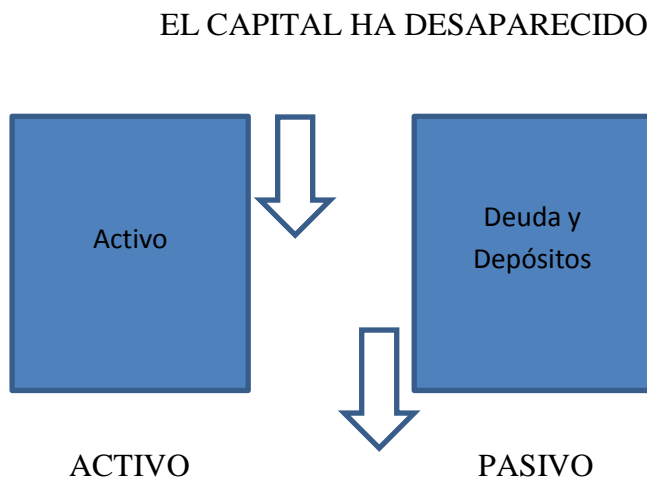 EL CAPITAL HA DESAPARECIDO
Activo
Deuda y
Depósitos
ACTIVO
PASIVO